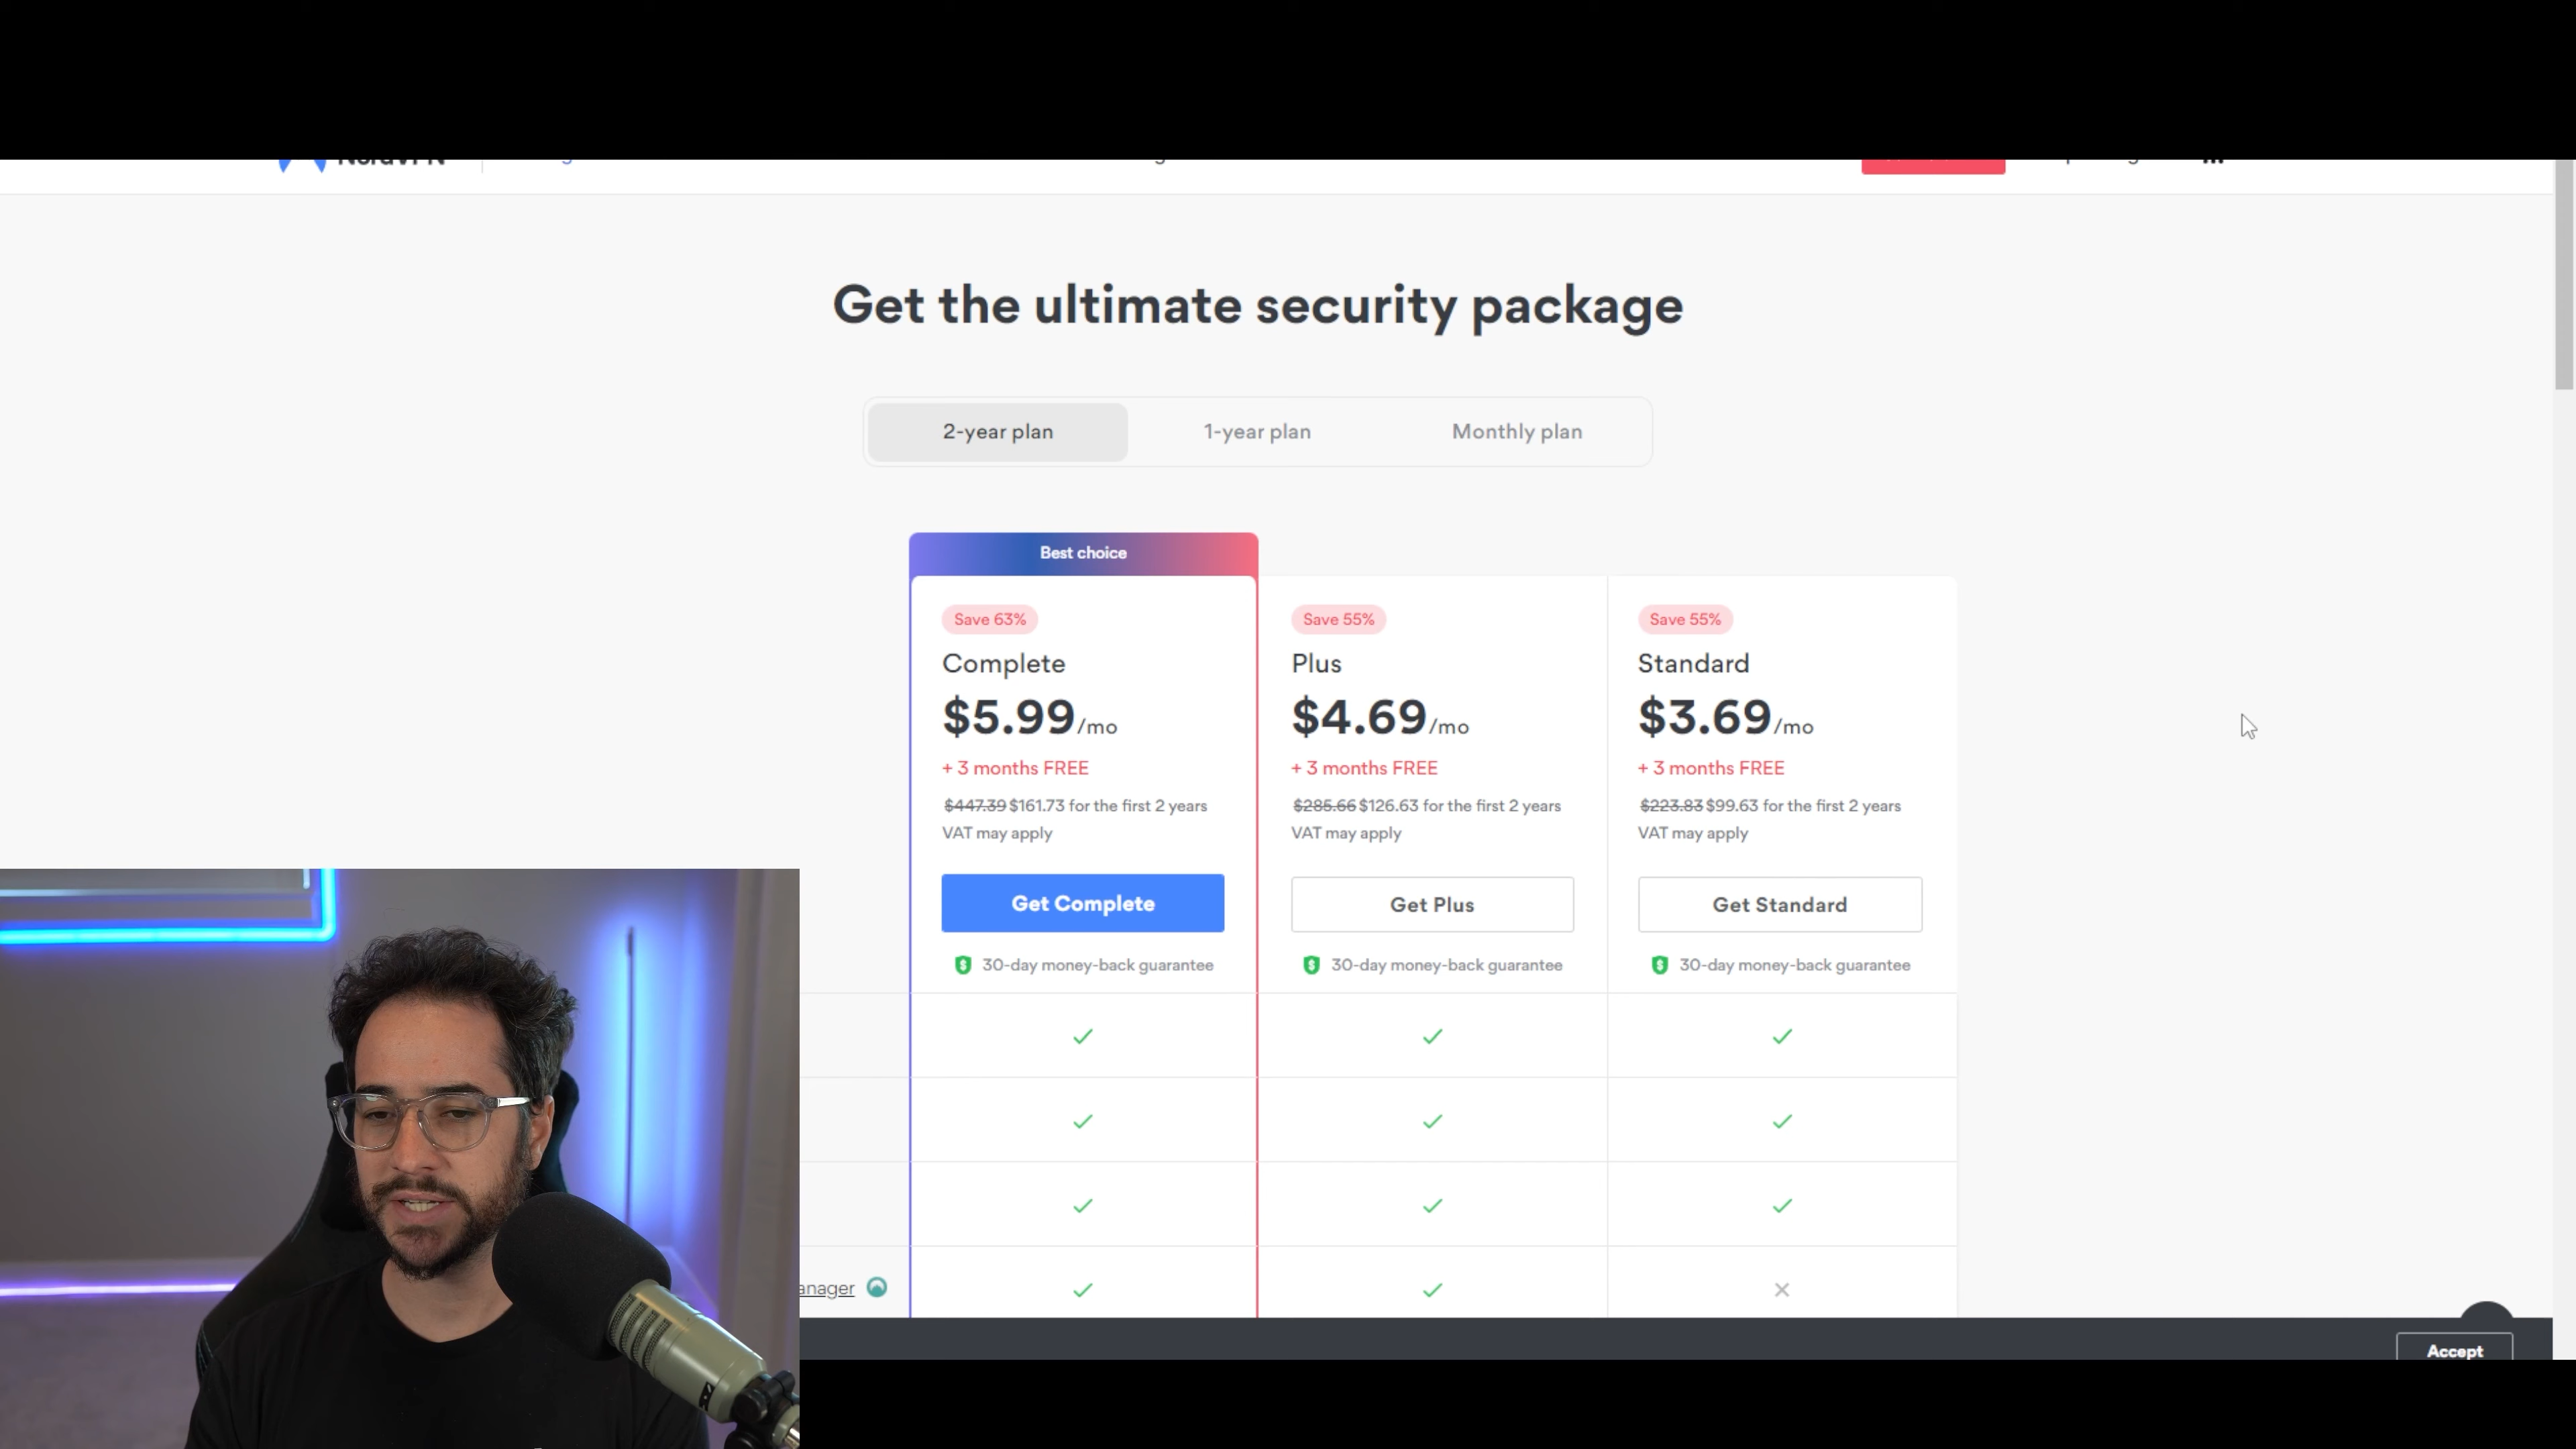 NordVPN
Get the ultimate security package
2-year plan
1-year plan
Monthly plan
Best choice
Save 63%
Complete
$5.99/mo
+ 3 months FREE
$447.39 $161.73 for the first 2 years
VAT may apply
Get Complete
30-day money-back guarantee
Save 55%
Plus
$4.69/mo
+ 3 months FREE
$285.66 $126.63 for the first 2 years
VAT may apply
Get Plus
30-day money-back guarantee
Save 55%
Standard
$3.69/mo
+ 3 months FREE
$223.83 $99.63 for the first 2 years
VAT may apply
Get Standard
30-day money-back guarantee
anager
Accept